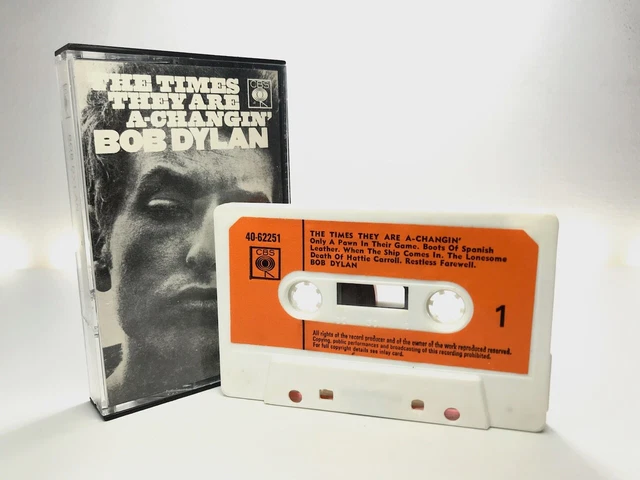 THE TIMES
THEY ARE
A-CHANGIN'
BOB DYLAN
CBS
40-62251
CBS
THE TIMES THEY ARE A-CHANGIN'
Only A Pawn In Their Game. Boots Of Spanish
Leather. When The Ship Comes In. The Lonesome
Death Of Hattie Carroll. Restless Farewell.
BOB DYLAN
1
All rights of the record producer and of the owner of the work reproduced reserved.
Copying, public performances and broadcasting of this recording prohibited.
For full copyright details see inlay card.